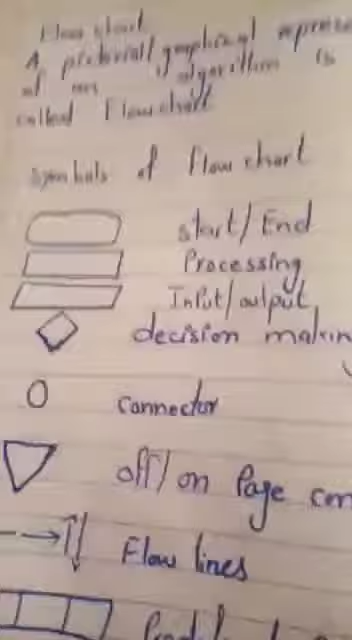 Flow chart
A pictorial/graphical
of an algorithm is
called Flowchart
symbols of flow chart
start/End
Processing
Input/output
decision makin
Connector
off/on Page con
Flow lines